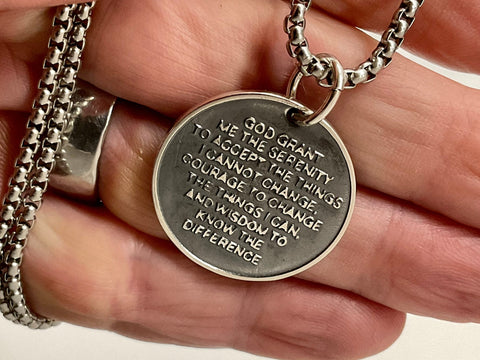 GOD GRANT
ME THE SERENITY
TO ACCEPT THE THINGS
I CANNOT CHANGE,
COURAGE TO CHANGE
THE THINGS I CAN,
AND WISDOM TO
KNOW THE
DIFFERENCE